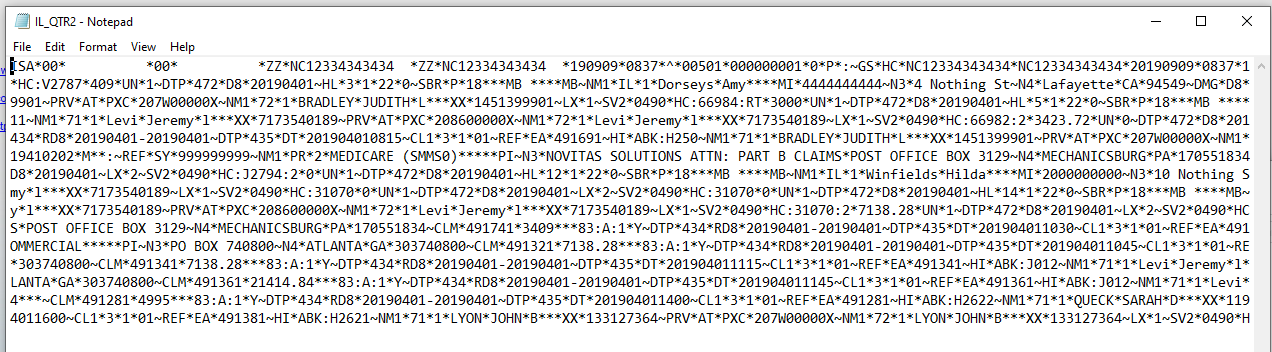 IL_QTR2 - Notepad
File Edit Format View Help
ISA*00*          *00*          *ZZ*NC12334343434  *ZZ*NC12334343434  *190909*0837*^*00501*000000001*0*P*:~GS*HC*NC12334343434*NC12334343434*20190909*0837*1
*HC:V2787*409*UN*1~DTP*472*D8*20190401~HL*3*1*22*0~SBR*P*18***MB ****MB~NM1*IL*1*Dorseys*Amy****MI*4444444444~N3*4 Nothing St~N4*Lafayette*CA*94549~DMG*D8*
9901~PRV*AT*PXC*207W00000X~NM1*72*1*BRADLEY*JUDITH*L***XX*1451399901~LX*1~SV2*0490*HC:66984:RT*3000*UN*1~DTP*472*D8*20190401~HL*5*1*22*0~SBR*P*18***MB ****
11~NM1*71*1*Levi*Jeremy*l***XX*7173540189~PRV*AT*PXC*208600000X~NM1*72*1*Levi*Jeremy*l***XX*7173540189~LX*1~SV2*0490*HC:66982:2*3423.72*UN*0~DTP*472*D8*201
434*RD8*20190401-20190401~DTP*435*DT*201904010815~CL1*3*1*01~REF*EA*491691~HI*ABK:H250~NM1*71*1*BRADLEY*JUDITH*L***XX*1451399901~PRV*AT*PXC*207W00000X~NM1*
19410202*M**:~REF*SY*999999999~NM1*PR*2*MEDICARE (SMMS0)*****PI~N3*NOVITAS SOLUTIONS ATTN: PART B CLAIMS*POST OFFICE BOX 3129~N4*MECHANICSBURG*PA*170551834
D8*20190401~LX*2~SV2*0490*HC:J2794:2*0*UN*1~DTP*472*D8*20190401~HL*12*1*22*0~SBR*P*18***MB ****MB~NM1*IL*1*Winfields*Hilda****MI*2000000000~N3*10 Nothing S
my*l***XX*7173540189~LX*1~SV2*0490*HC:31070*0*UN*1~DTP*472*D8*20190401~LX*2~SV2*0490*HC:31070*0*UN*1~DTP*472*D8*20190401~HL*14*1*22*0~SBR*P*18***MB ****MB~
y*l***XX*7173540189~PRV*AT*PXC*208600000X~NM1*72*1*Levi*Jeremy*l***XX*7173540189~LX*1~SV2*0490*HC:31070:2*7138.28*UN*1~DTP*472*D8*20190401~LX*2~SV2*0490*HC
S*POST OFFICE BOX 3129~N4*MECHANICSBURG*PA*170551834~CLM*491741*3409***83:A:1*Y~DTP*434*RD8*20190401-20190401~DTP*435*DT*201904011030~CL1*3*1*01~REF*EA*491
OMMERCIAL*****PI~N3*PO BOX 740800~N4*ATLANTA*GA*303740800~CLM*491321*7138.28***83:A:1*Y~DTP*434*RD8*20190401-20190401~DTP*435*DT*201904011045~CL1*3*1*01~RE
*303740800~CLM*491341*7138.28***83:A:1*Y~DTP*434*RD8*20190401-20190401~DTP*435*DT*201904011115~CL1*3*1*01~REF*EA*491341~HI*ABK:J012~NM1*71*1*Levi*Jeremy*l*
LANTA*GA*303740800~CLM*491361*21414.84***83:A:1*Y~DTP*434*RD8*20190401-20190401~DTP*435*DT*201904011145~CL1*3*1*01~REF*EA*491361~HI*ABK:J012~NM1*71*1*Levi*
4***~CLM*491281*4995***83:A:1*Y~DTP*434*RD8*20190401-20190401~DTP*435*DT*201904011400~CL1*3*1*01~REF*EA*491281~HI*ABK:H2622~NM1*71*1*QUECK*SARAH*D***XX*119
4011600~CL1*3*1*01~REF*EA*491381~HI*ABK:H2621~NM1*71*1*LYON*JOHN*B***XX*133127364~PRV*AT*PXC*207W00000X~NM1*72*1*LYON*JOHN*B***XX*133127364~LX*1~SV2*0490*H